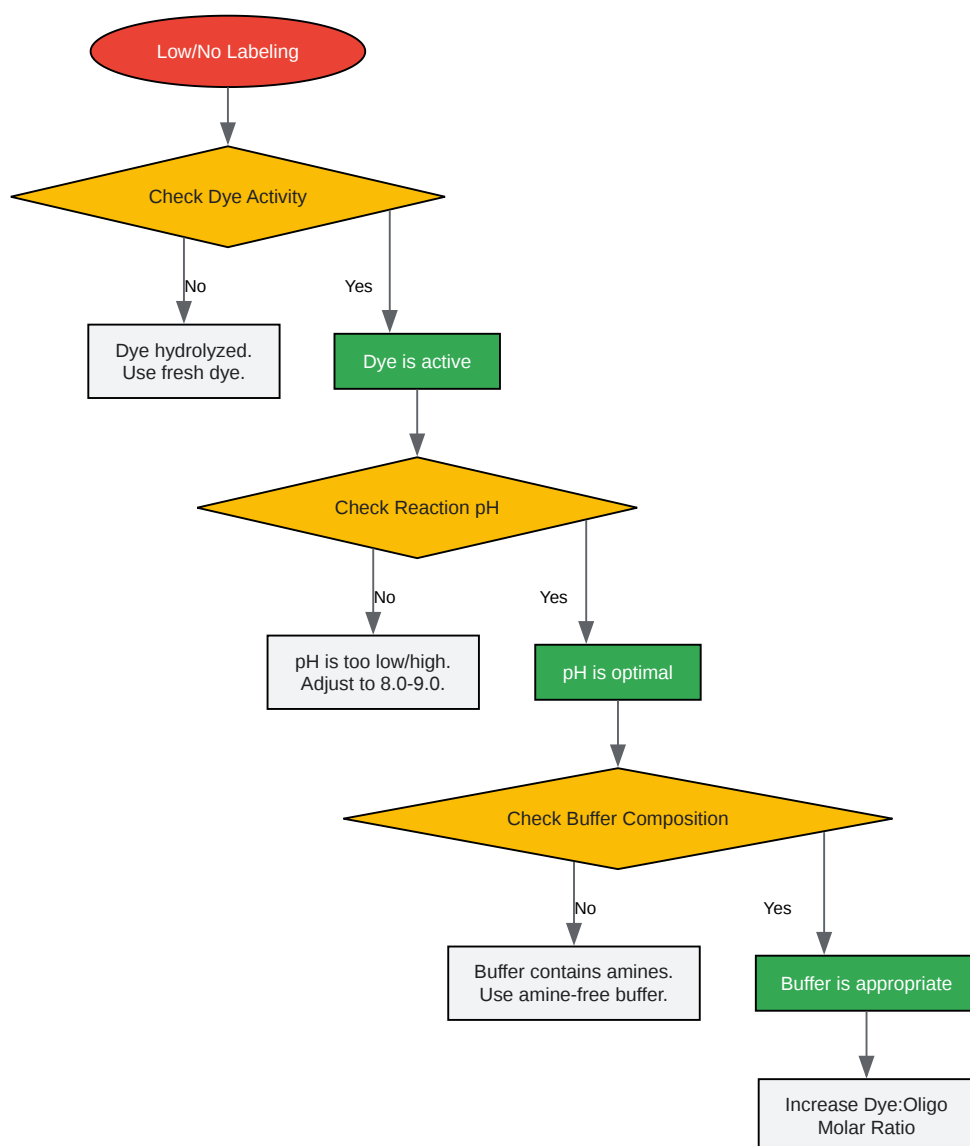 Low/No Labeling
Check Dye Activity
No
Yes
Dye hydrolyzed.
Use fresh dye.
Dye is active
Check Reaction pH
No
Yes
pH is too low/high.
Adjust to 8.0-9.0.
pH is optimal
Check Buffer Composition
No
Yes
Buffer contains amines.
Use amine-free buffer.
Buffer is appropriate
Increase Dye:Oligo
Molar Ratio